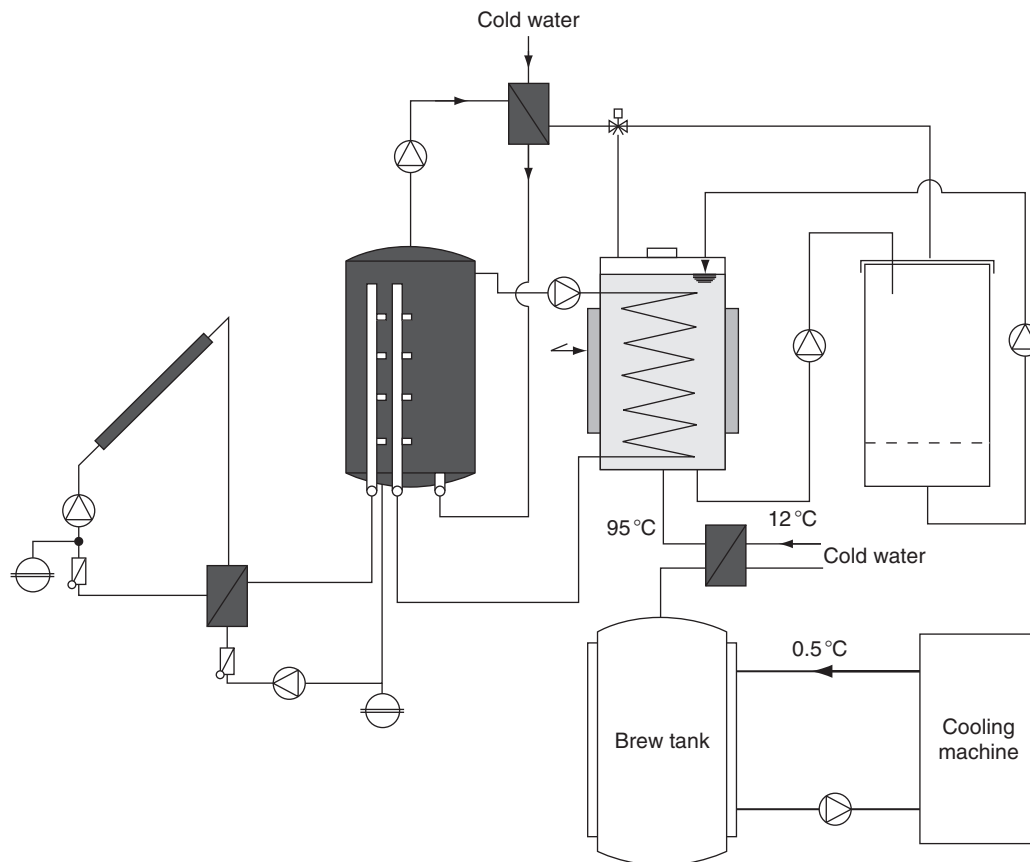 Cold water
95 °C
12 °C
Cold water
0.5 °C
Brew tank
Cooling
machine